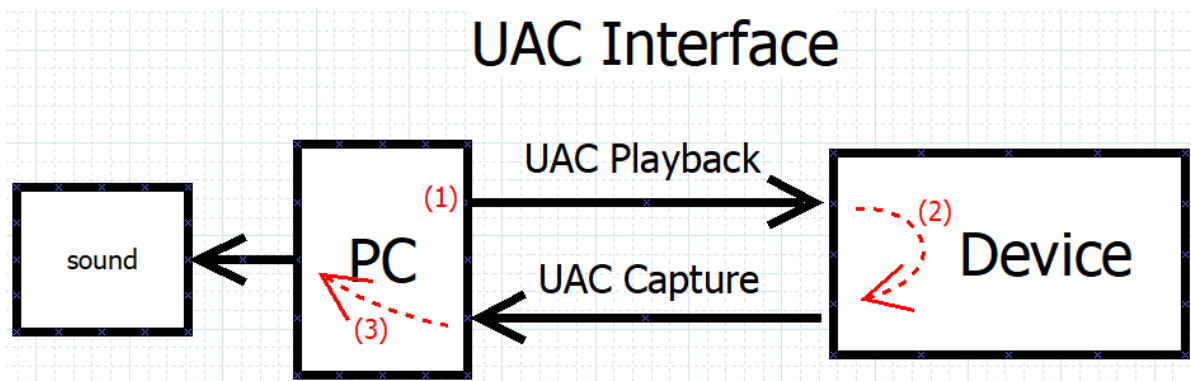 UAC Interface
UAC Playback
(1)
(2)
sound
PC
Device
UAC Capture
(3)